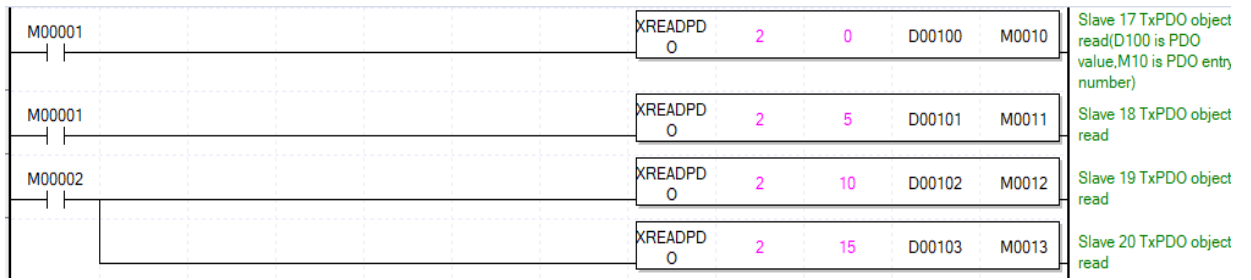 M00001
XREADPD
O
2 0 D00100 M0010
Slave 17 TxPDO object
read(D100 is PDO
value,M10 is PDO entry
number)
M00001
XREADPD
O
2 5 D00101 M0011
Slave 18 TxPDO object
read
M00002
XREADPD
O
2 10 D00102 M0012
Slave 19 TxPDO object
read
XREADPD
O
2 15 D00103 M0013
Slave 20 TxPDO object
read